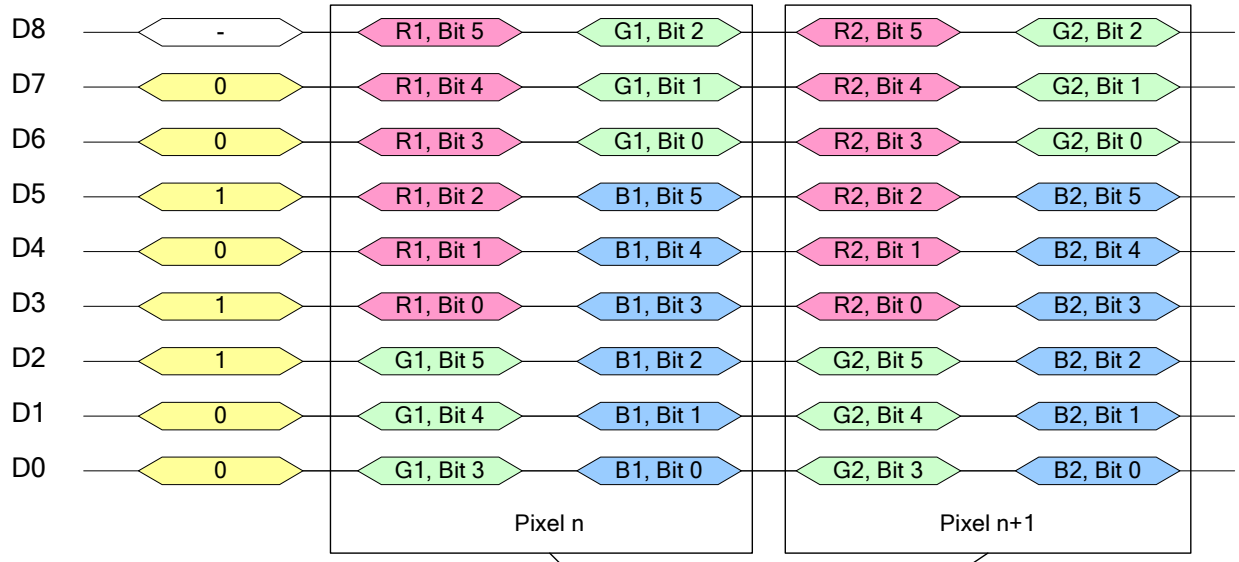 D8 - R1, Bit 5 G1, Bit 2 R2, Bit 5 G2, Bit 2
D7 0 R1, Bit 4 G1, Bit 1 R2, Bit 4 G2, Bit 1
D6 0 R1, Bit 3 G1, Bit 0 R2, Bit 3 G2, Bit 0
D5 1 R1, Bit 2 B1, Bit 5 R2, Bit 2 B2, Bit 5
D4 0 R1, Bit 1 B1, Bit 4 R2, Bit 1 B2, Bit 4
D3 1 R1, Bit 0 B1, Bit 3 R2, Bit 0 B2, Bit 3
D2 1 G1, Bit 5 B1, Bit 2 G2, Bit 5 B2, Bit 2
D1 0 G1, Bit 4 B1, Bit 1 G2, Bit 4 B2, Bit 1
D0 0 G1, Bit 3 B1, Bit 0 G2, Bit 3 B2, Bit 0
Pixel n Pixel n+1